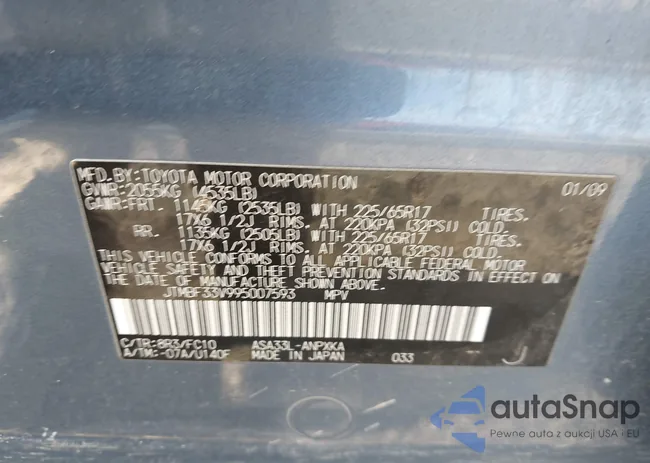 MFD.BY:TOYOTA MOTOR CORPORATION 01/09
GVWR:2055KG (4535LB)
GAWR:FRT. 1145KG (2535LB) WITH 225/65R17 TIRES.
17X6 1/2J RIMS. AT 220KPA (32PSI) COLD.
RR. 1135KG (2505LB) WITH 225/65R17 TIRES.
17X6 1/2J RIMS. AT 220KPA (32PSI) COLD.
THIS VEHICLE CONFORMS TO ALL APPLICABLE FEDERAL MOTOR
VEHICLE SAFETY AND THEFT PREVENTION STANDARDS IN EFFECT ON
THE DATE OF MANUFACTURE SHOWN ABOVE.
JTMBF33V995007593 MPV
C/TR:8R3/FC10 ASA33L-ANPXKA
A/TM:-07A/U140F MADE IN JAPAN 033 J
autaSnap
Pewne auto z aukcji USA i EU